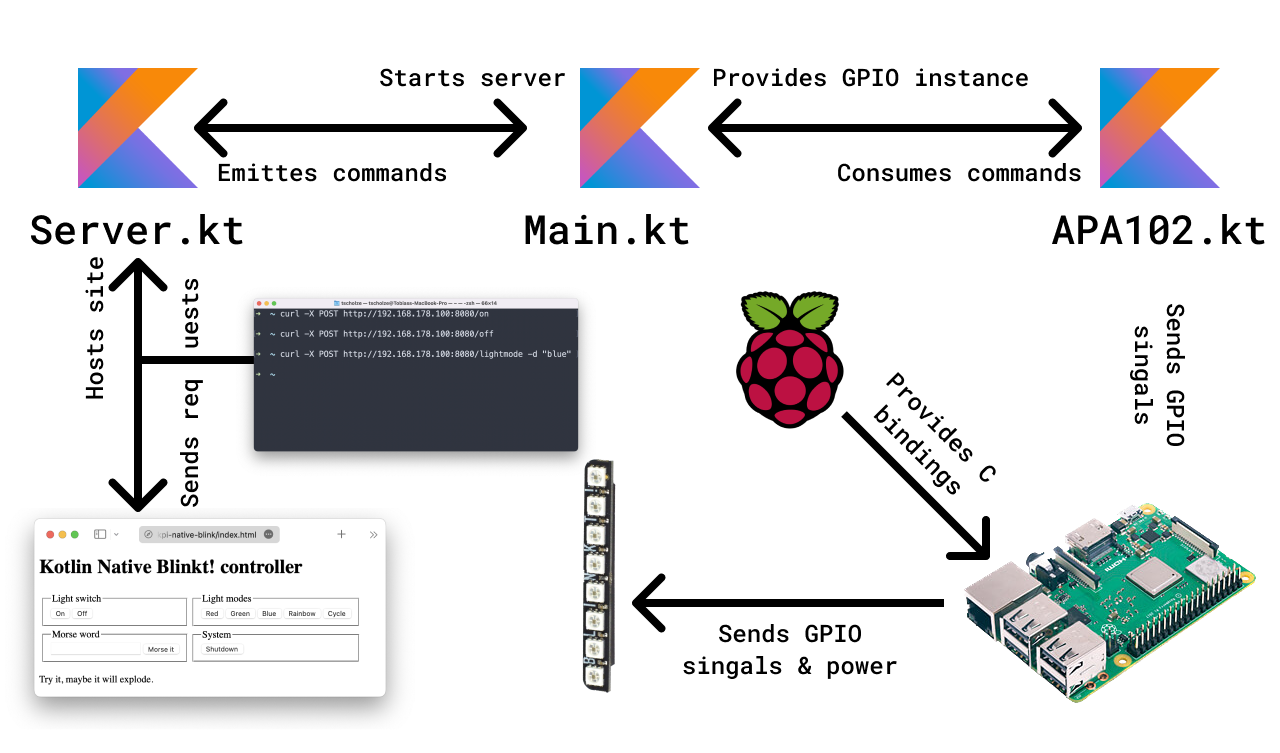 Starts server
Provides GPIO instance
Emittes commands
Consumes commands
Server.kt
Main.kt
APA102.kt
Hosts site
Sends req uests
tscholze — tscholze@Tobiass-MacBook-Pro — ~ — -zsh — 66×14
➜ ~ curl -X POST http://192.168.178.100:8080/on
➜ ~ curl -X POST http://192.168.178.100:8080/off
➜ ~ curl -X POST http://192.168.178.100:8080/lightmode -d "blue"
➜ ~
Provides C
bindings
Sends GPIO
singals
pi-native-blink/index.html
Kotlin Native Blinkt! controller
Light switch
On Off
Light modes
Red Green Blue Rainbow Cycle
Morse word
Morse it
System
Shutdown
Try it, maybe it will explode.
Sends GPIO
singals & power